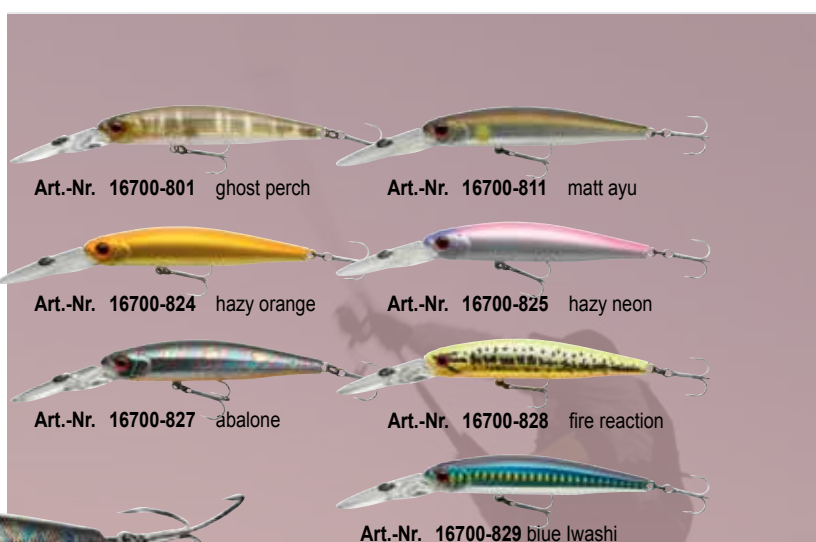 Art.-Nr. 16700-801 ghost perch
Art.-Nr. 16700-811 matt ayu
Art.-Nr. 16700-824 hazy orange
Art.-Nr. 16700-825 hazy neon
Art.-Nr. 16700-827 abalone
Art.-Nr. 16700-828 fire reaction
Art.-Nr. 16700-829 blue Iwashi